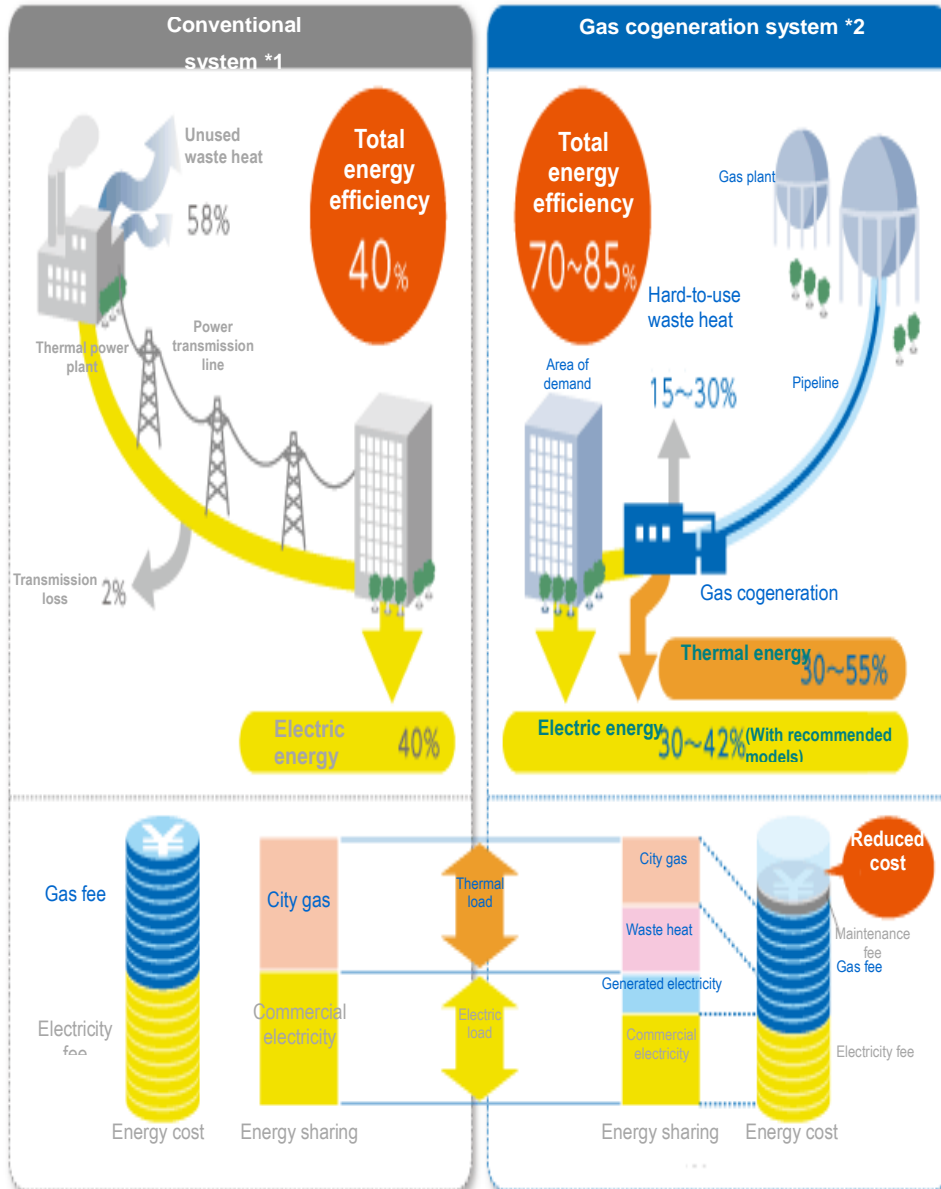 Conventional
system *1
Unused
waste heat
58%
Total
energy
efficiency
40%
Thermal power
plant
Power
transmission
line
Transmission
loss
2%
Electric
energy
40%
Gas cogeneration system *2
Total
energy
efficiency
70~85%
Gas plant
Hard-to-use
waste heat
15~30%
Area of
demand
Pipeline
Gas cogeneration
Thermal energy
30~55%
Electric energy
30~42%
(With recommended
models)
Gas fee
Electricity
fee
¥
Energy cost
City gas
Commercial
electricity
Energy sharing
Thermal
load
Electric
load
City gas
Waste heat
Generated electricity
Commercial
electricity
Energy sharing
¥
Reduced
cost
Maintenance
fee
Gas fee
Electricity fee
Energy cost